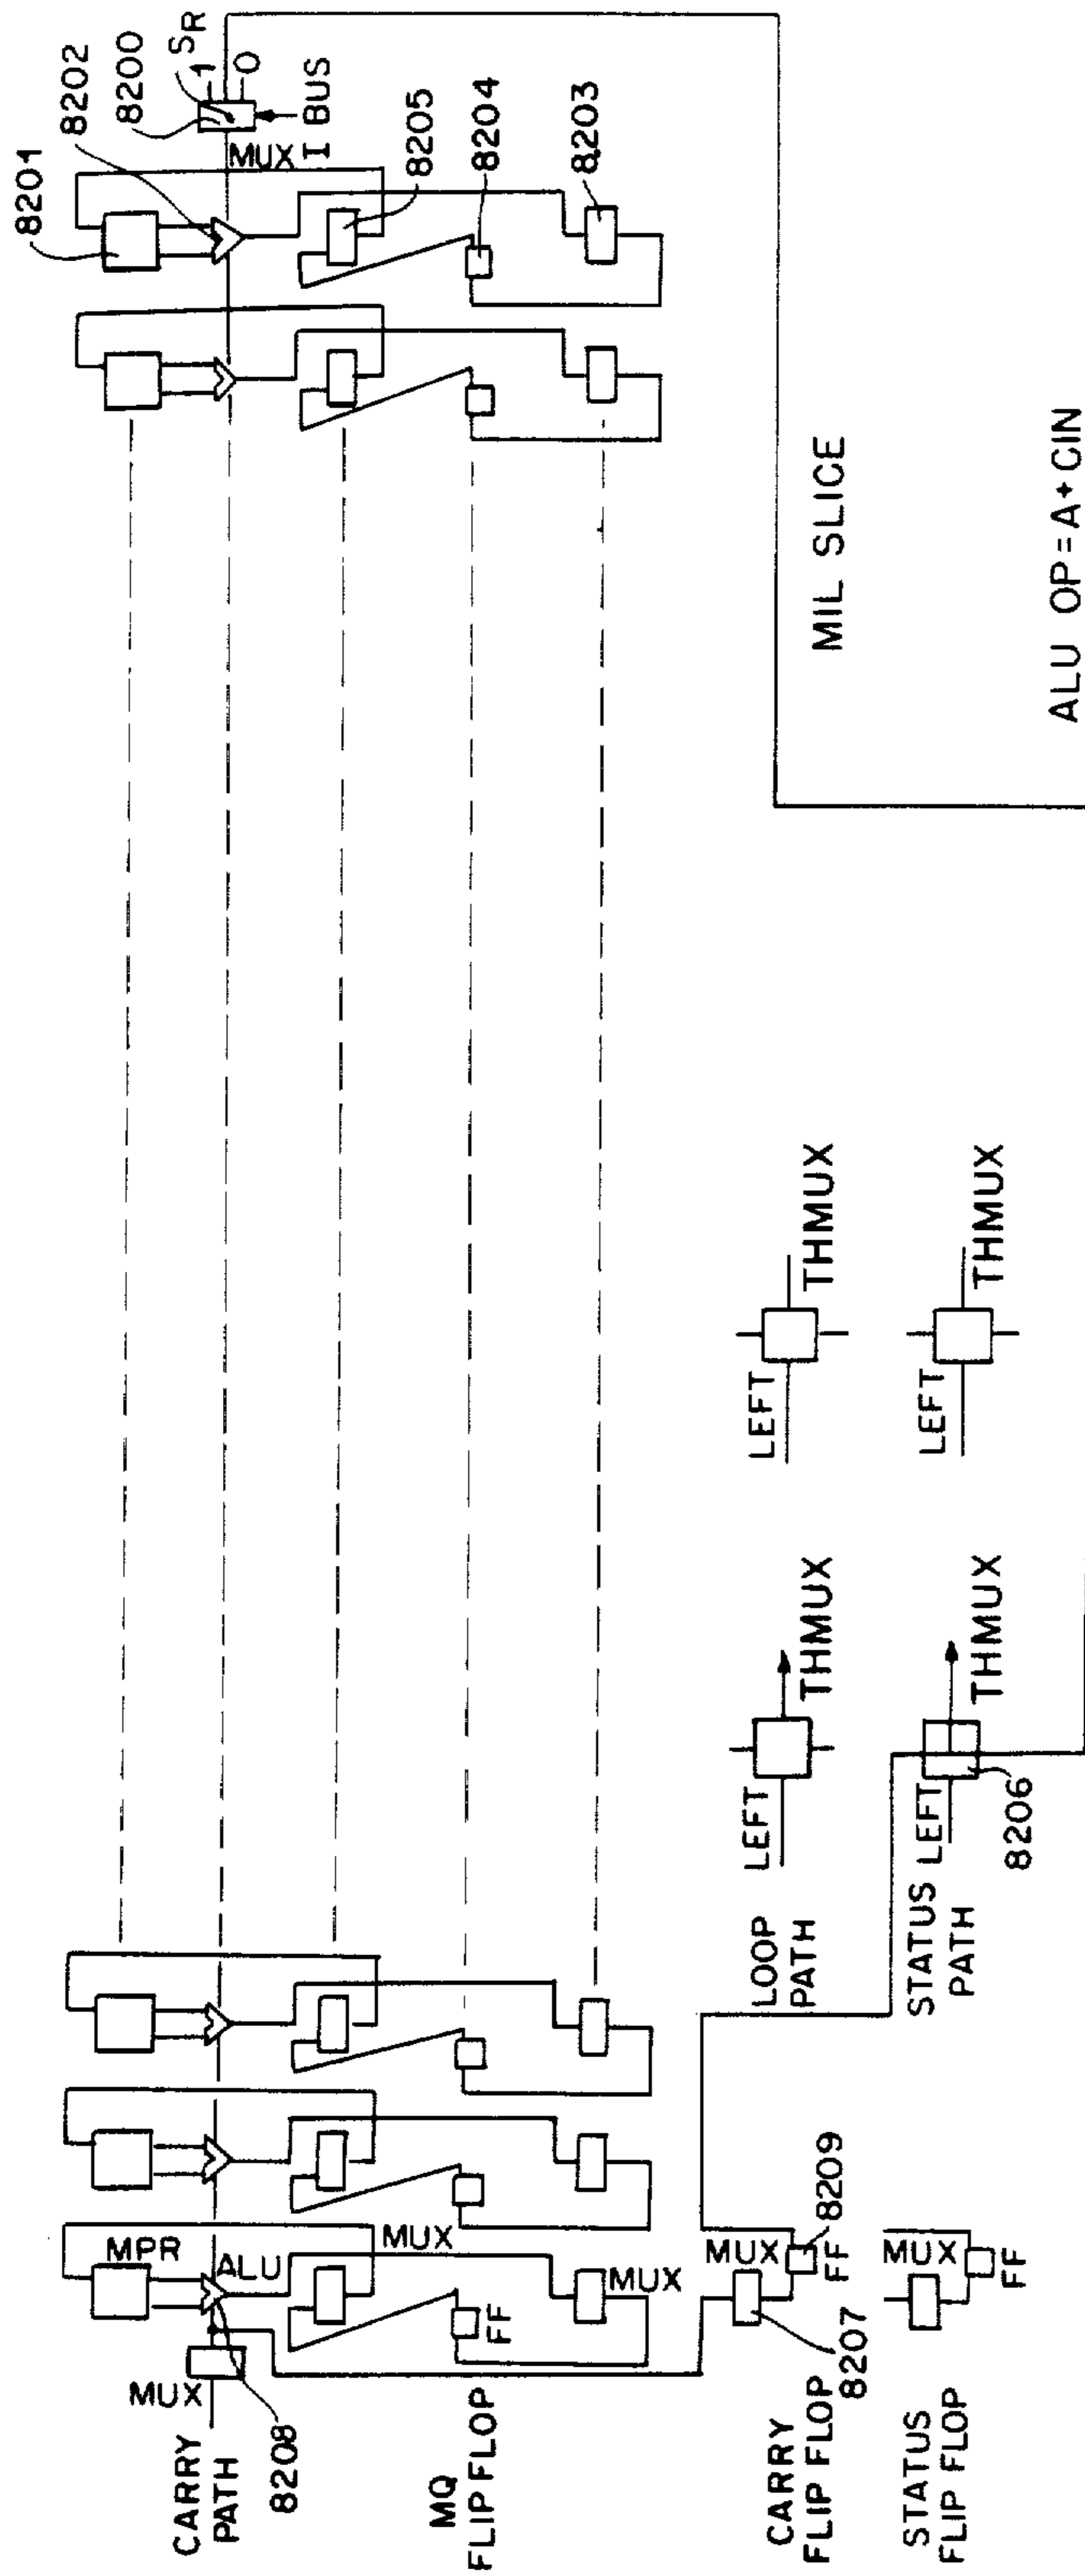 8201
8202
8200
SR
1
0
MUX
I BUS
8205
8204
8203
MIL SLICE
ALU OP=A+CIN
LEFT
THMUX
LEFT
THMUX
LEFT
THMUX
STATUS LEFT
PATH
THMUX
8206
LOOP
PATH
MPR
ALU
MUX
MUX
FF
MUX
CARRY
PATH
8208
MQ
FLIP FLOP
MUX
8209
FF
8207
CARRY
FLIP FLOP
MUX
FF
STATUS
FLIP FLOP